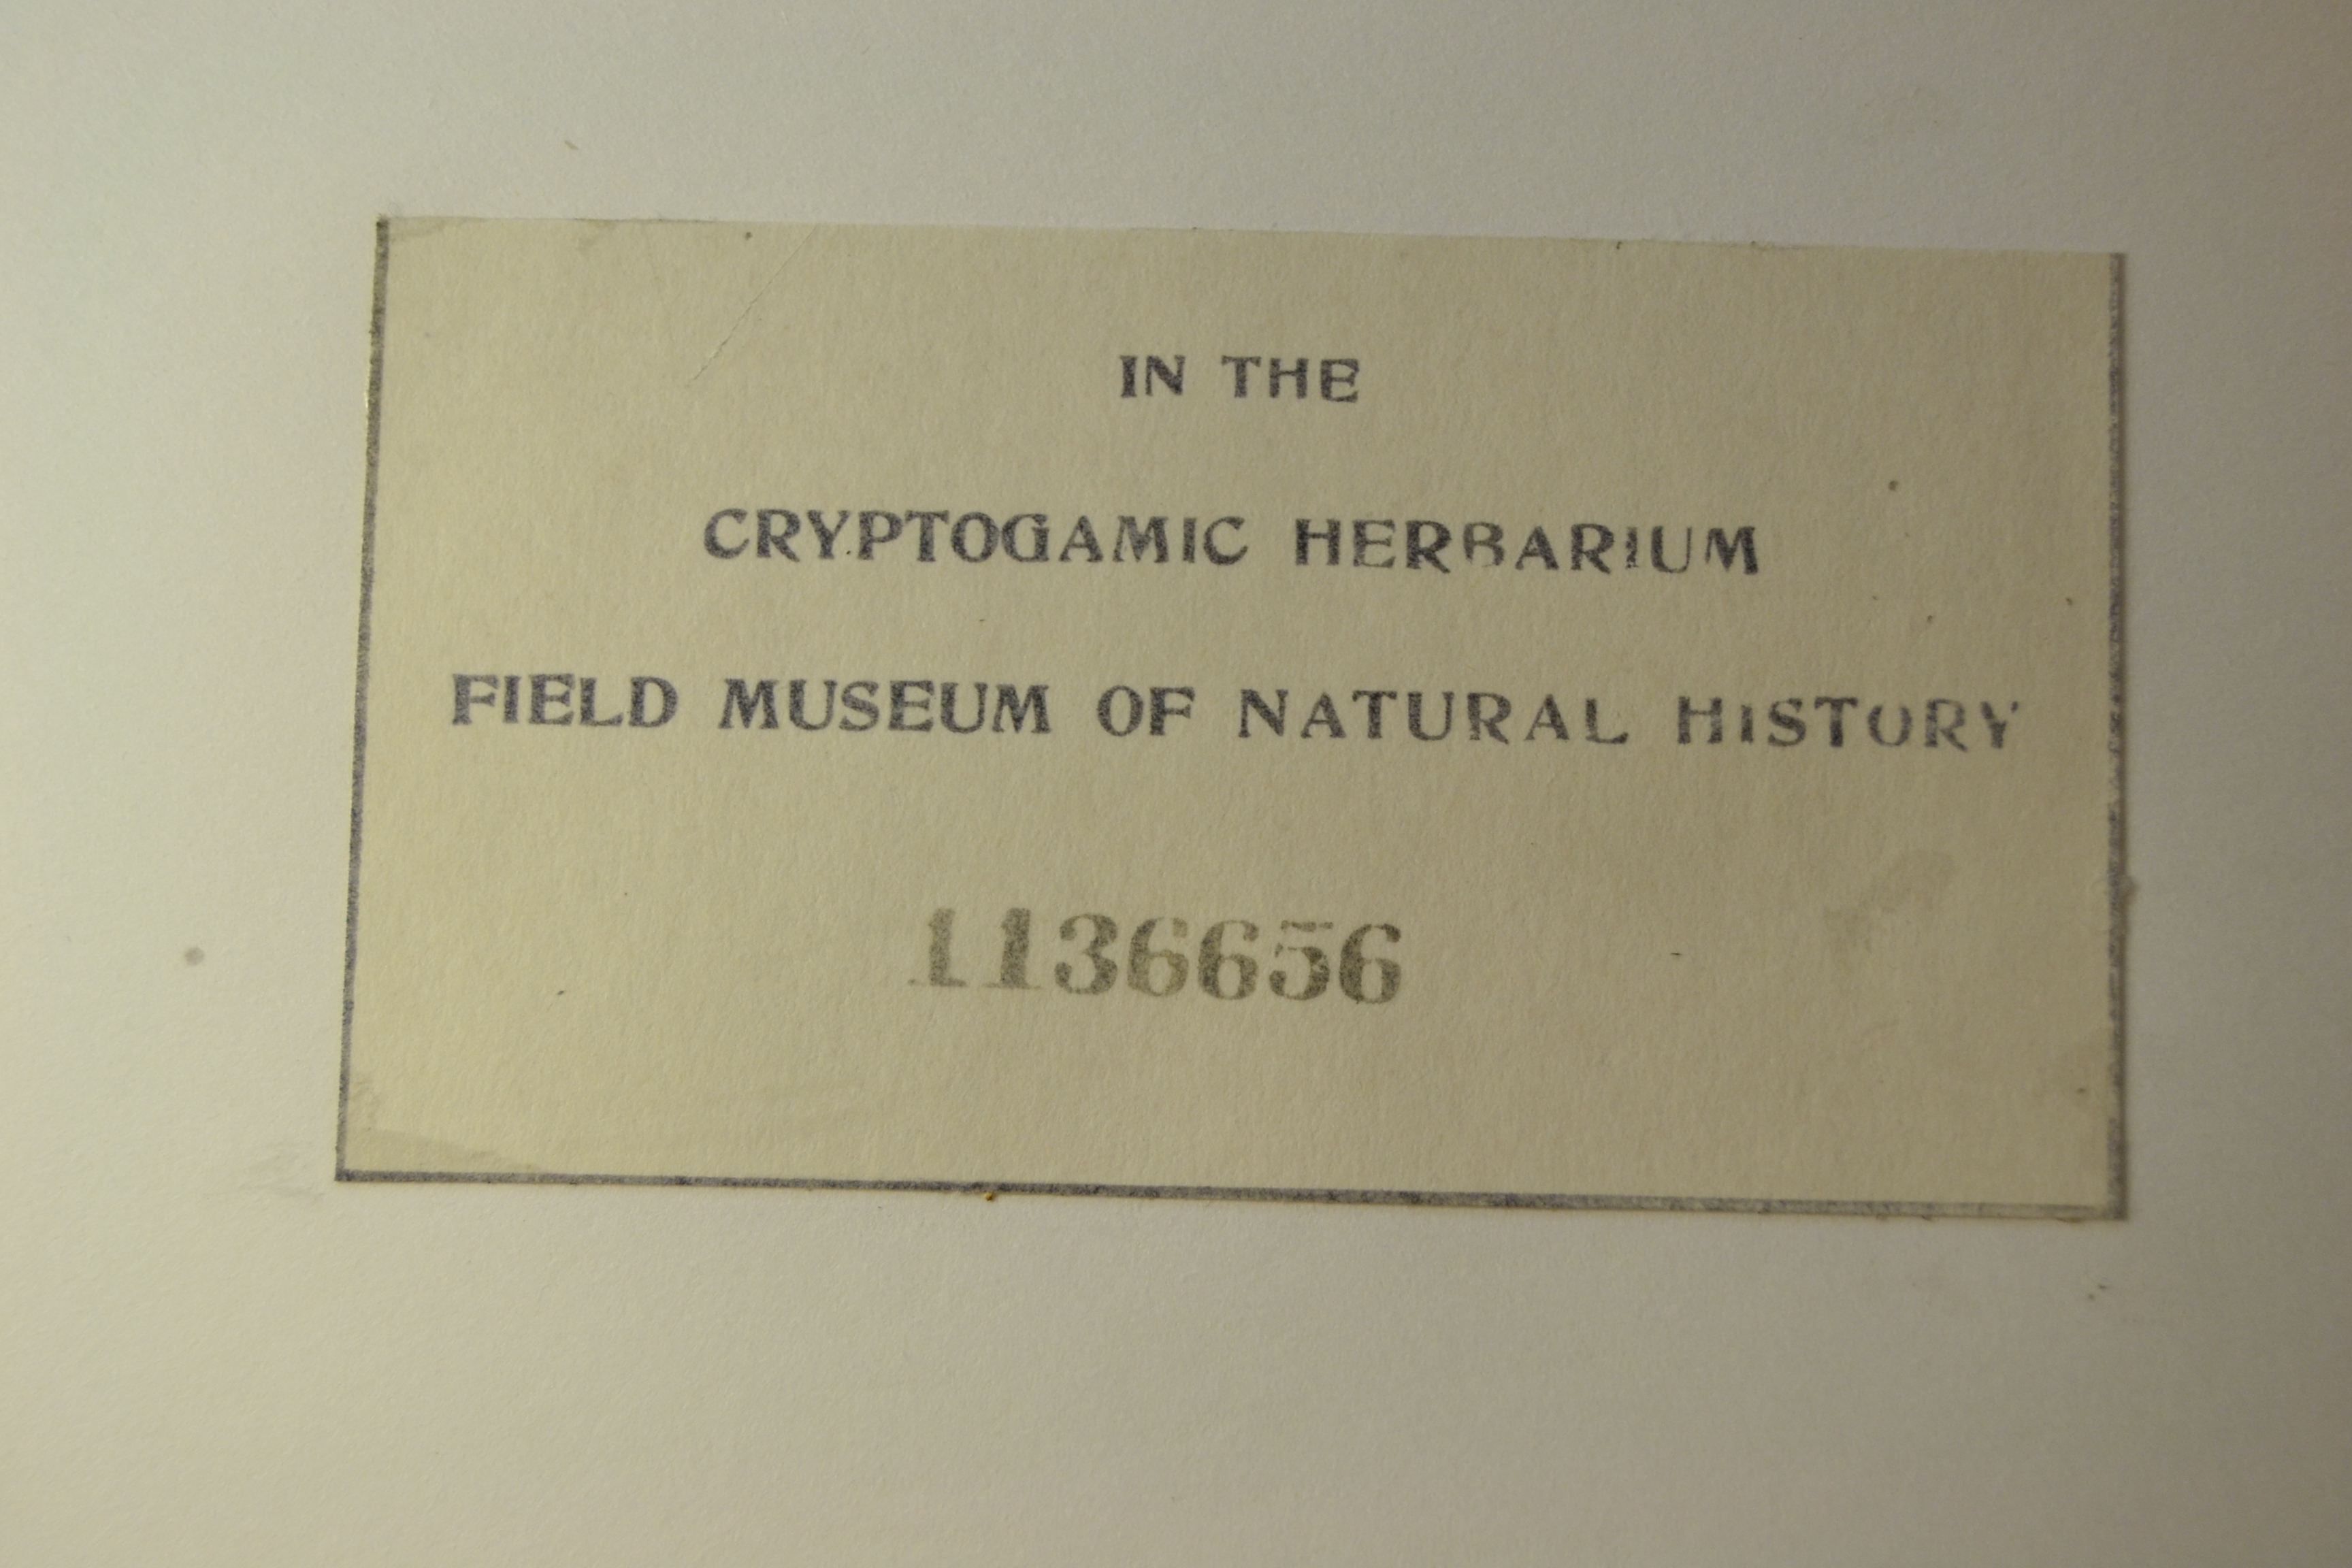 IN THE
CRYPTOGAMIC HERBARIUM
FIELD MUSEUM OF NATURAL HISTORY
1136656